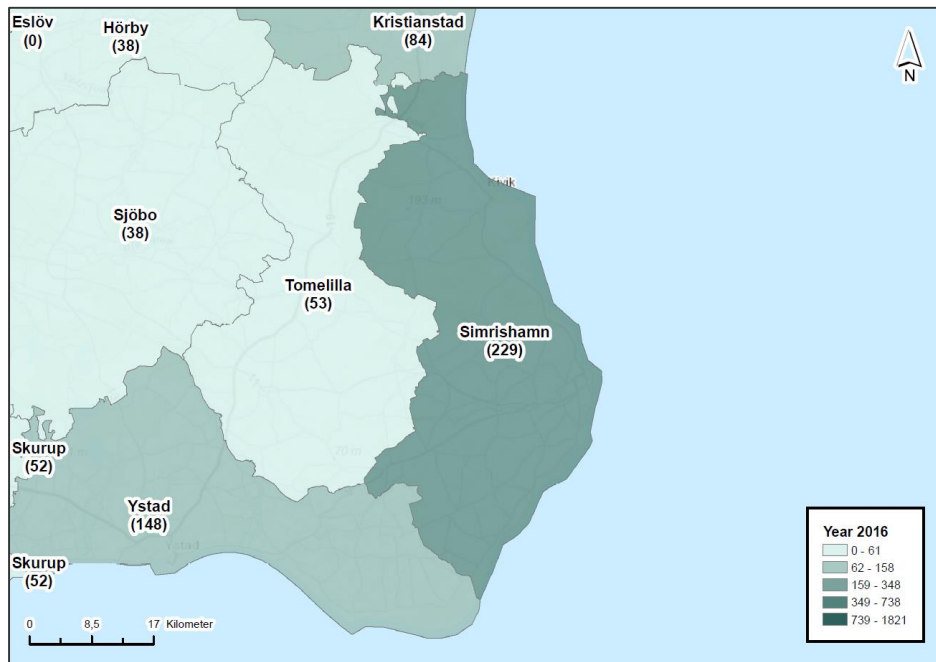 Eslöv
(0)
Hörby
(38)
Kristianstad
(84)
N
Kivik
Sjöbo
(38)
Tomelilla
(53)
Simrishamn
(229)
Skurup
(52)
Ystad
(148)
Ystad
Skurup
(52)
Year 2016
0 - 61
62 - 158
159 - 348
349 - 738
739 - 1821
0 8,5 17 Kilometer